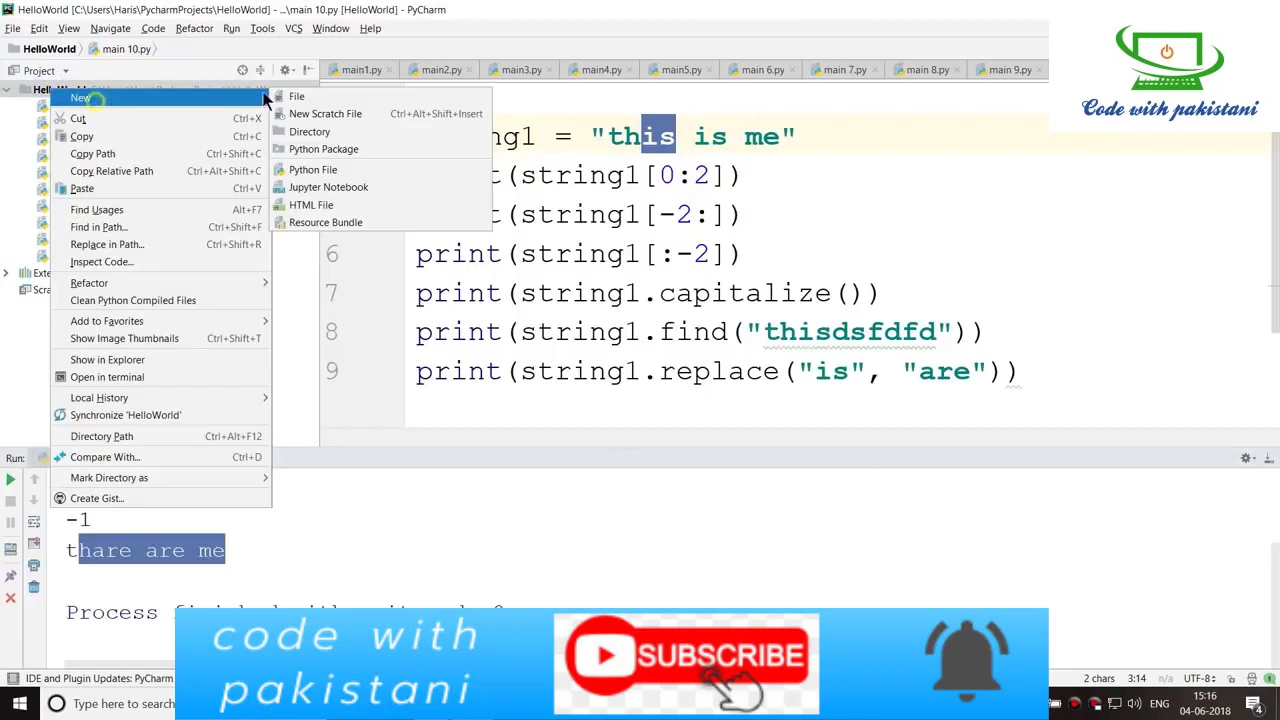 HelloWorld [C:\Users\Haris\PycharmProjects\HelloWorld] - ...\main 10.py [HelloWorld] - PyCharm
File Edit View Navigate Code Refactor Run Tools VCS Window Help
HelloWorld main 10.py
Project
main1.py main2.py main3.py main4.py main5.py main 6.py main 7.py main 8.py main 9.py
New
Cut Ctrl+X
Copy Ctrl+C
Copy Path Ctrl+Shift+C
Copy Relative Path Ctrl+Alt+Shift+C
Paste Ctrl+V
Find Usages Alt+F7
Find in Path... Ctrl+Shift+F
Replace in Path... Ctrl+Shift+R
Inspect Code...
Refactor
Clean Python Compiled Files
Add to Favorites
Show Image Thumbnails Ctrl+Shift+T
Show in Explorer
Open in terminal
Local History
Synchronize 'HelloWorld'
Directory Path Ctrl+Alt+F12
Compare With... Ctrl+D
Mark Directory as
Create Gist...
File
New Scratch File Ctrl+Alt+Shift+Insert
Directory
Python Package
Python File
Jupyter Notebook
HTML File
Resource Bundle
ng1 = "this is me"
t(string1[0:2])
t(string1[-2:])
6 print(string1[:-2])
7 print(string1.capitalize())
8 print(string1.find("thisdsfdfd"))
9 print(string1.replace("is", "are"))
Code with pakistani
Run:
-1
thare are me
Process
code with
pakistani
SUBSCRIBE
IDE and Plugin Updates: PyCharm
2 chars 3:14 n/a UTF-8
Type here to search
ENG
15:16
04-06-2018
4